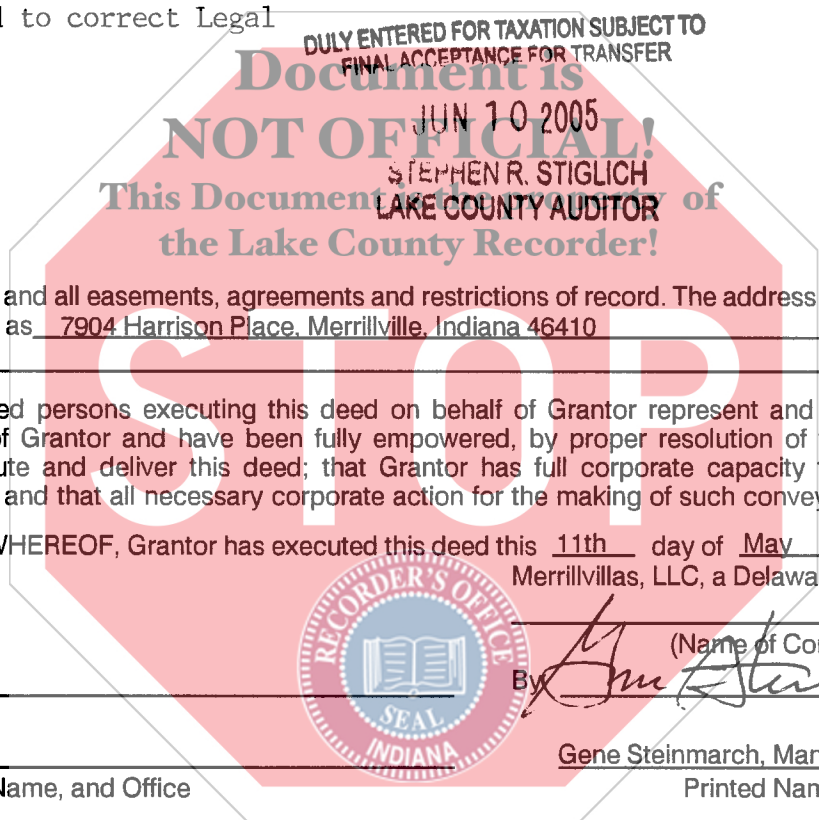 to correct Legal
DULY ENTERED FOR TAXATION SUBJECT TO
FINAL ACCEPTANCE FOR TRANSFER
Document is
JUN 10 2005
NOT OFFICIAL!
STEPHEN R. STIGLICH
This Document is the property of
LAKE COUNTY AUDITOR
the Lake County Recorder!
and all easements, agreements and restrictions of record. The address
as 7904 Harrison Place, Merrillville, Indiana 46410
STOP
ed persons executing this deed on behalf of Grantor represent and
of Grantor and have been fully empowered, by proper resolution of
ute and deliver this deed; that Grantor has full corporate capacity
and that all necessary corporate action for the making of such convey
WHEREOF, Grantor has executed this deed this 11th day of May
Merrillvillas, LLC, a Delawa
RECORDER'S OFFICE
(Name of Co
By
SEAL
INDIANA
Gene Steinmarch, Mar
Name, and Office
Printed Nam